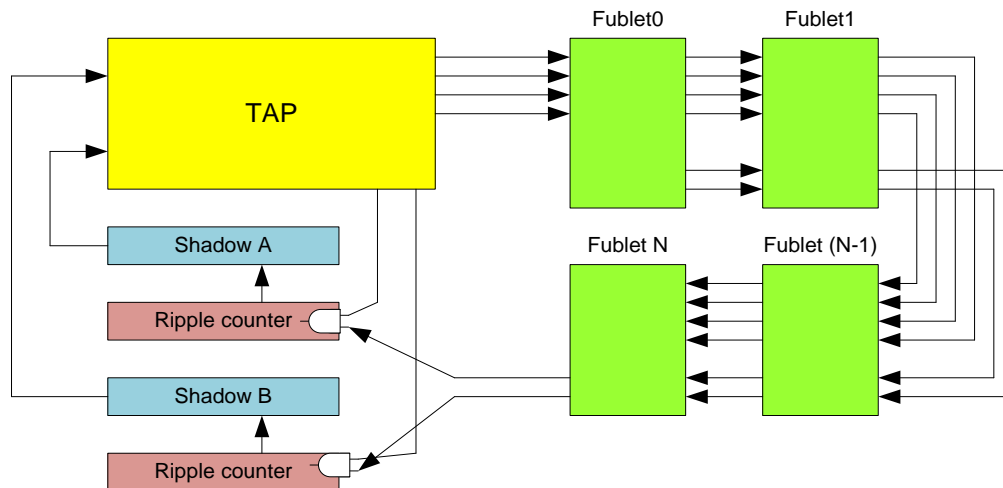 Fublet0
Fublet1
TAP
Shadow A
Fublet N
Fublet (N-1)
Ripple counter
Shadow B
Ripple counter